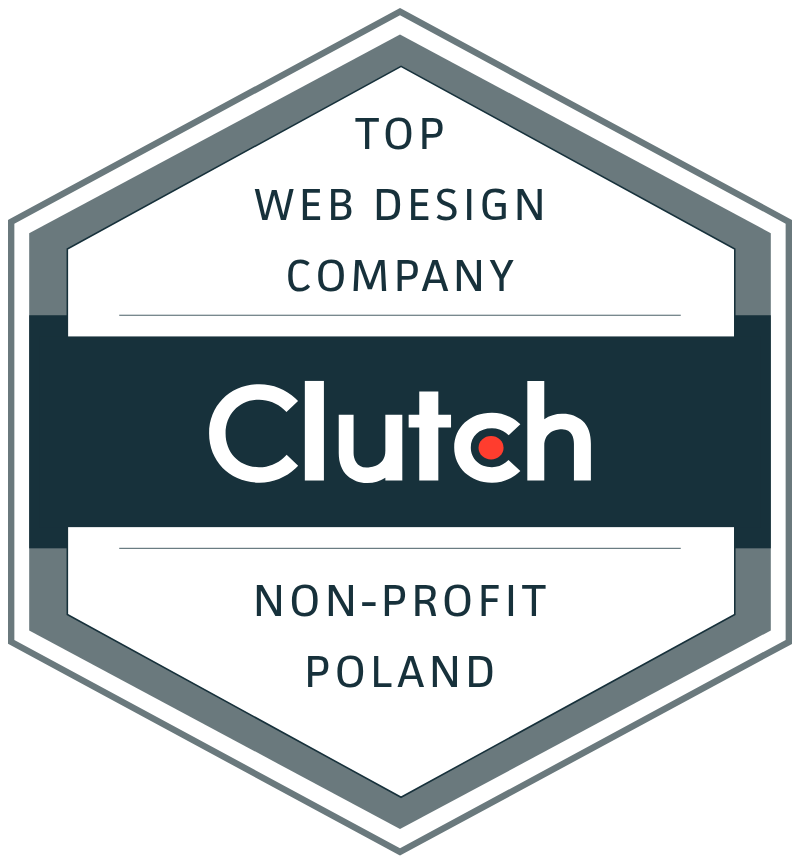 TOP
WEB DESIGN
COMPANY
Clutch
NON-PROFIT
POLAND